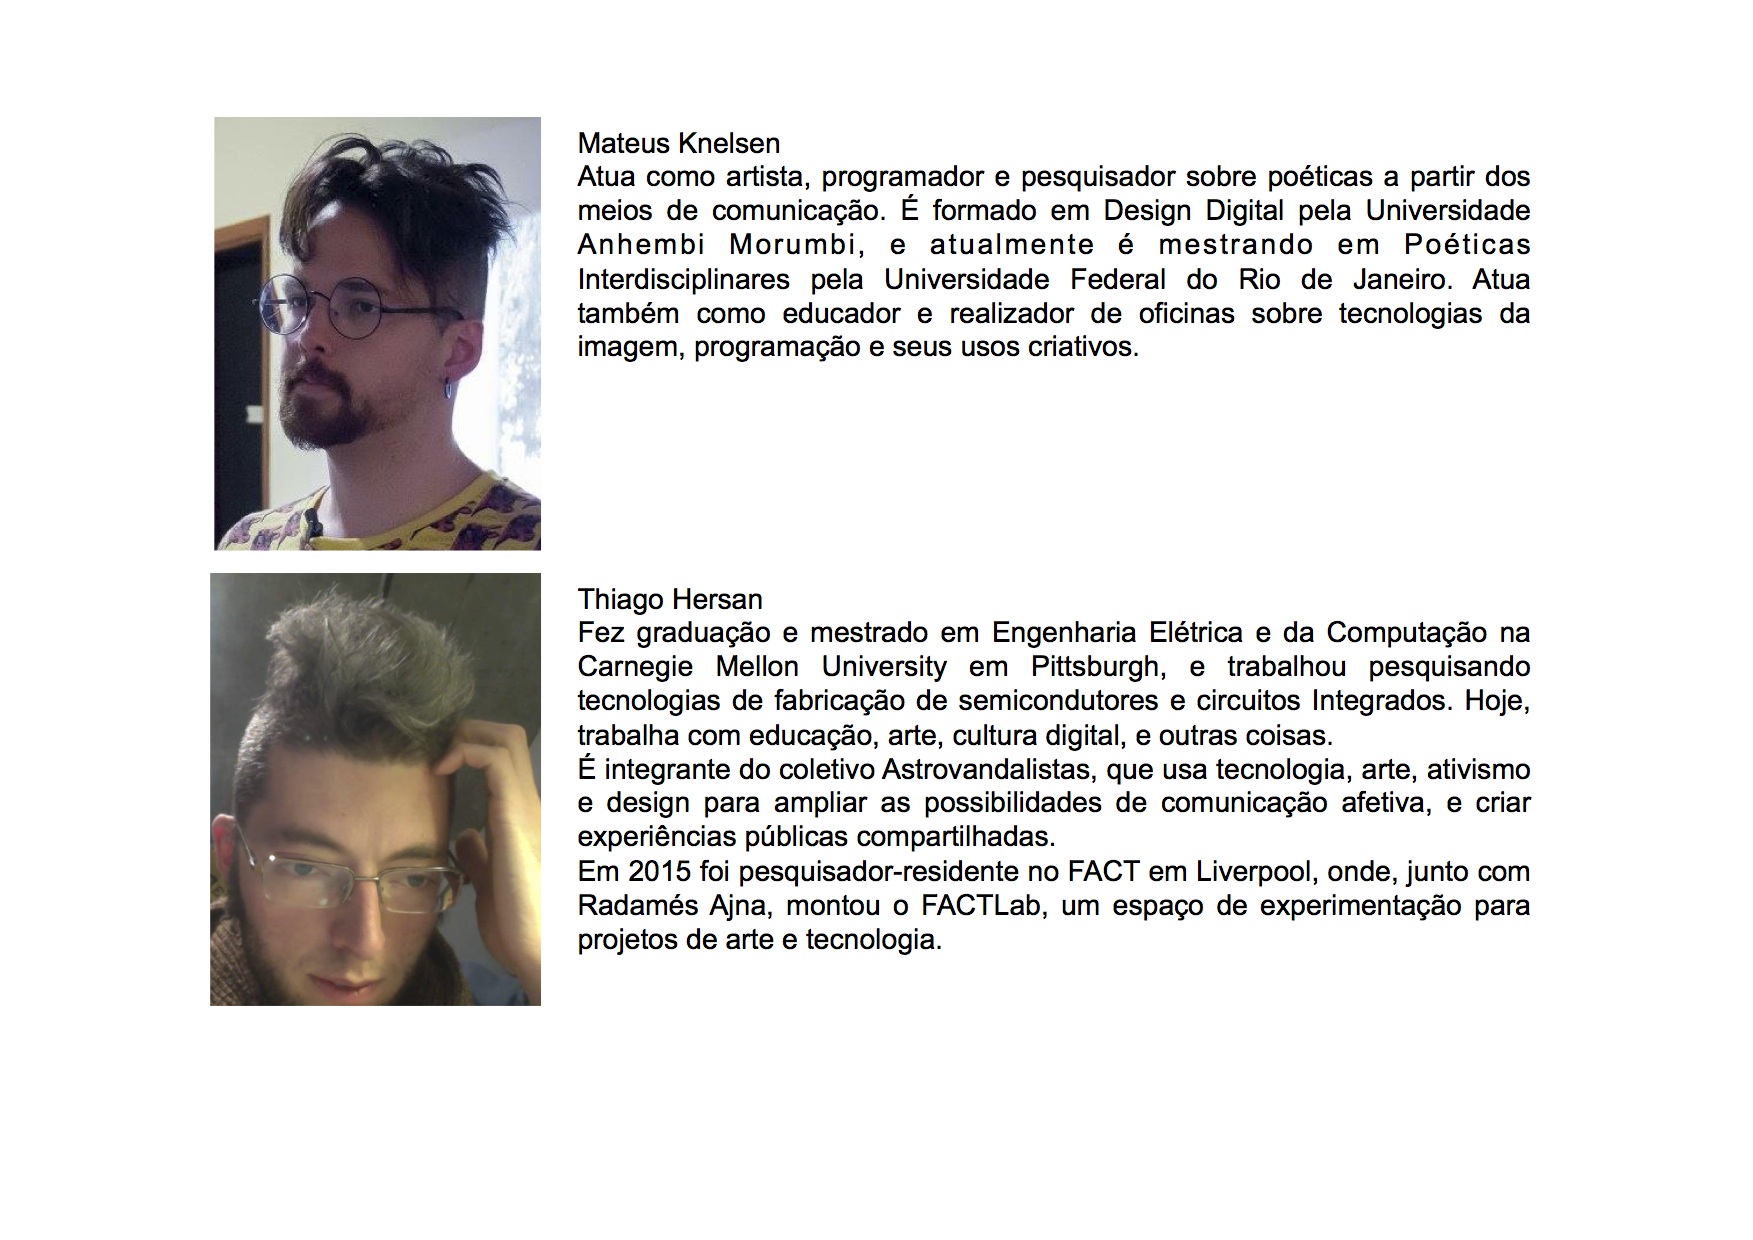 Mateus Knelsen
Atua como artista, programador e pesquisador sobre poéticas a partir dos
meios de comunicação. É formado em Design Digital pela Universidade
Anhembi Morumbi, e atualmente é mestrando em Poéticas
Interdisciplinares pela Universidade Federal do Rio de Janeiro. Atua
também como educador e realizador de oficinas sobre tecnologias da
imagem, programação e seus usos criativos.
Thiago Hersan
Fez graduação e mestrado em Engenharia Elétrica e da Computação na
Carnegie Mellon University em Pittsburgh, e trabalhou pesquisando
tecnologias de fabricação de semicondutores e circuitos Integrados. Hoje,
trabalha com educação, arte, cultura digital, e outras coisas.
É integrante do coletivo Astrovandalistas, que usa tecnologia, arte, ativismo
e design para ampliar as possibilidades de comunicação afetiva, e criar
experiências públicas compartilhadas.
Em 2015 foi pesquisador-residente no FACT em Liverpool, onde, junto com
Radamés Ajna, montou o FACTLab, um espaço de experimentação para
projetos de arte e tecnologia.